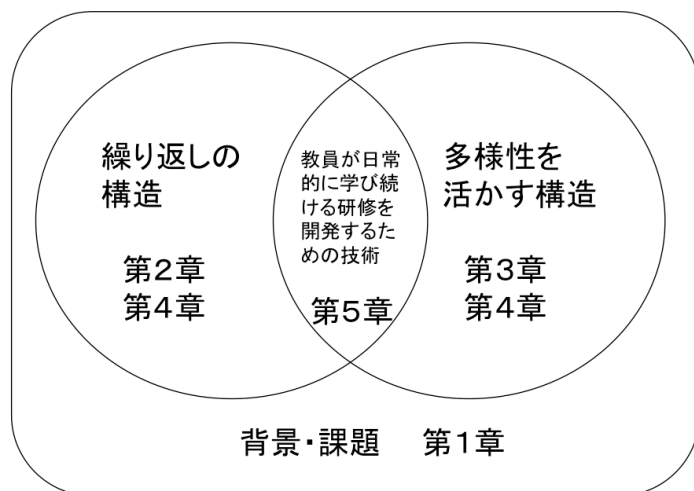 繰り返しの
構造
第2章
第4章
教員が日常
的に学び続
ける研修を
開発するた
めの技術
第5章
多様性を
活かす構造
第3章
第4章
背景・課題　第1章